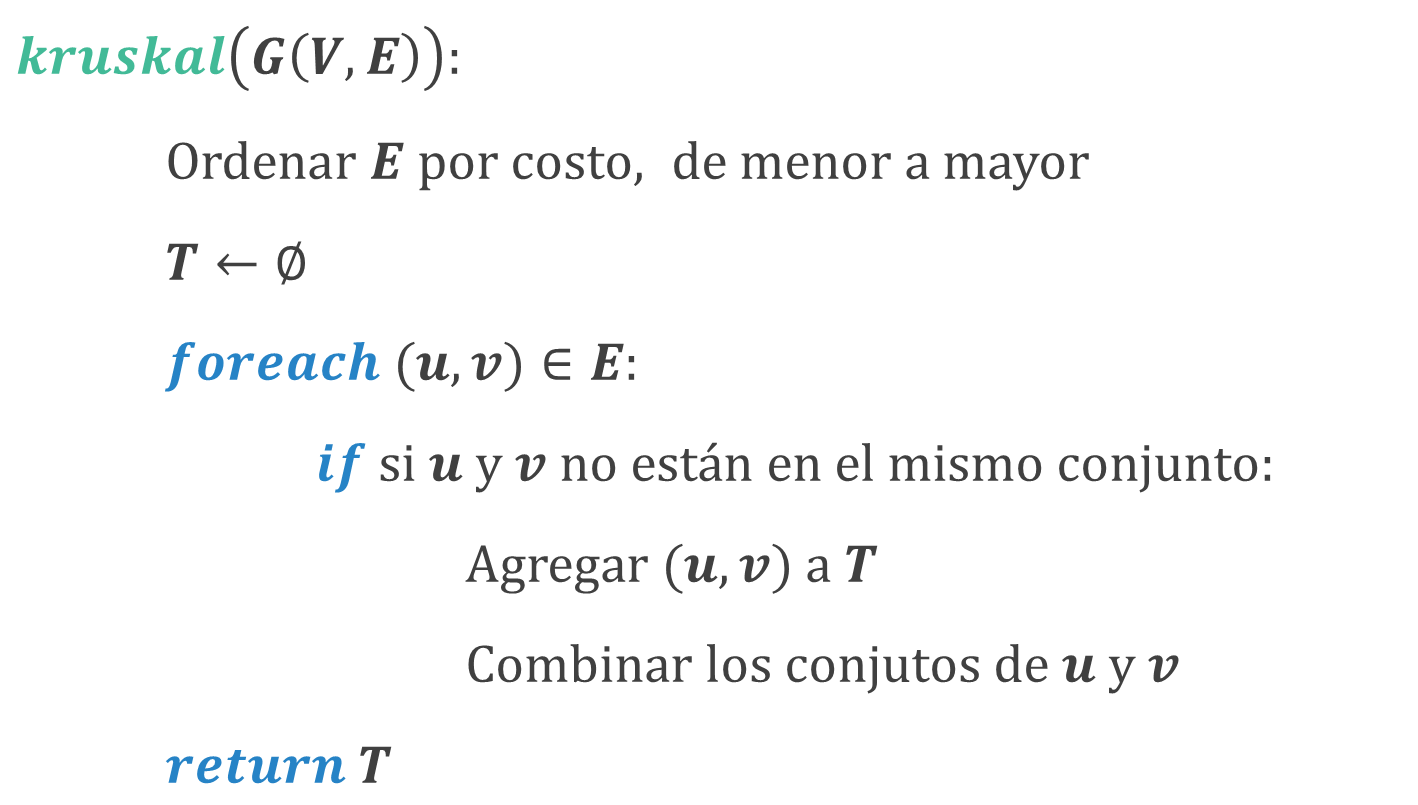 kruskal(G(V, E)):
Ordenar E por costo, de menor a mayor
T ← ∅
foreach (u, v) ∈ E:
if si u y v no están en el mismo conjunto:
Agregar (u, v) a T
Combinar los conjutos de u y v
return T